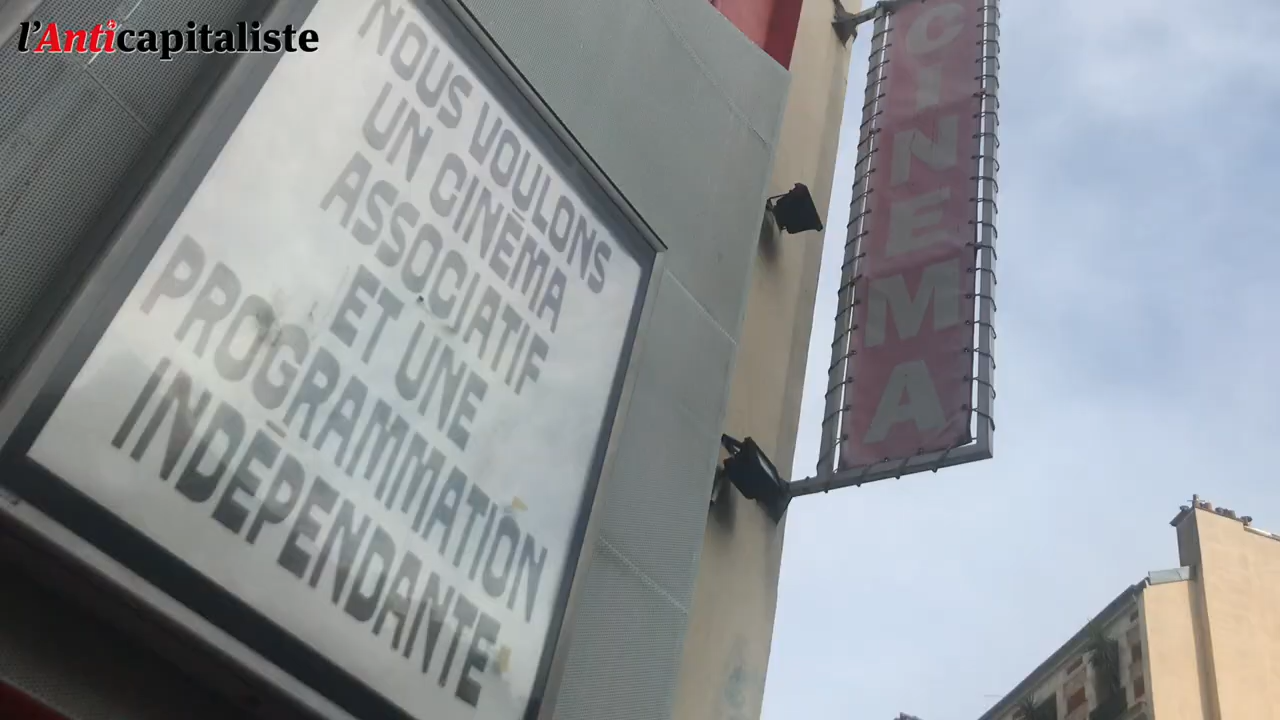 l'Anticapitaliste
NOUS VOULONS
UN CINÉMA
ASSOCIATIF
ET UNE
PROGRAMMATION
INDÉPENDANTE
CINEMA